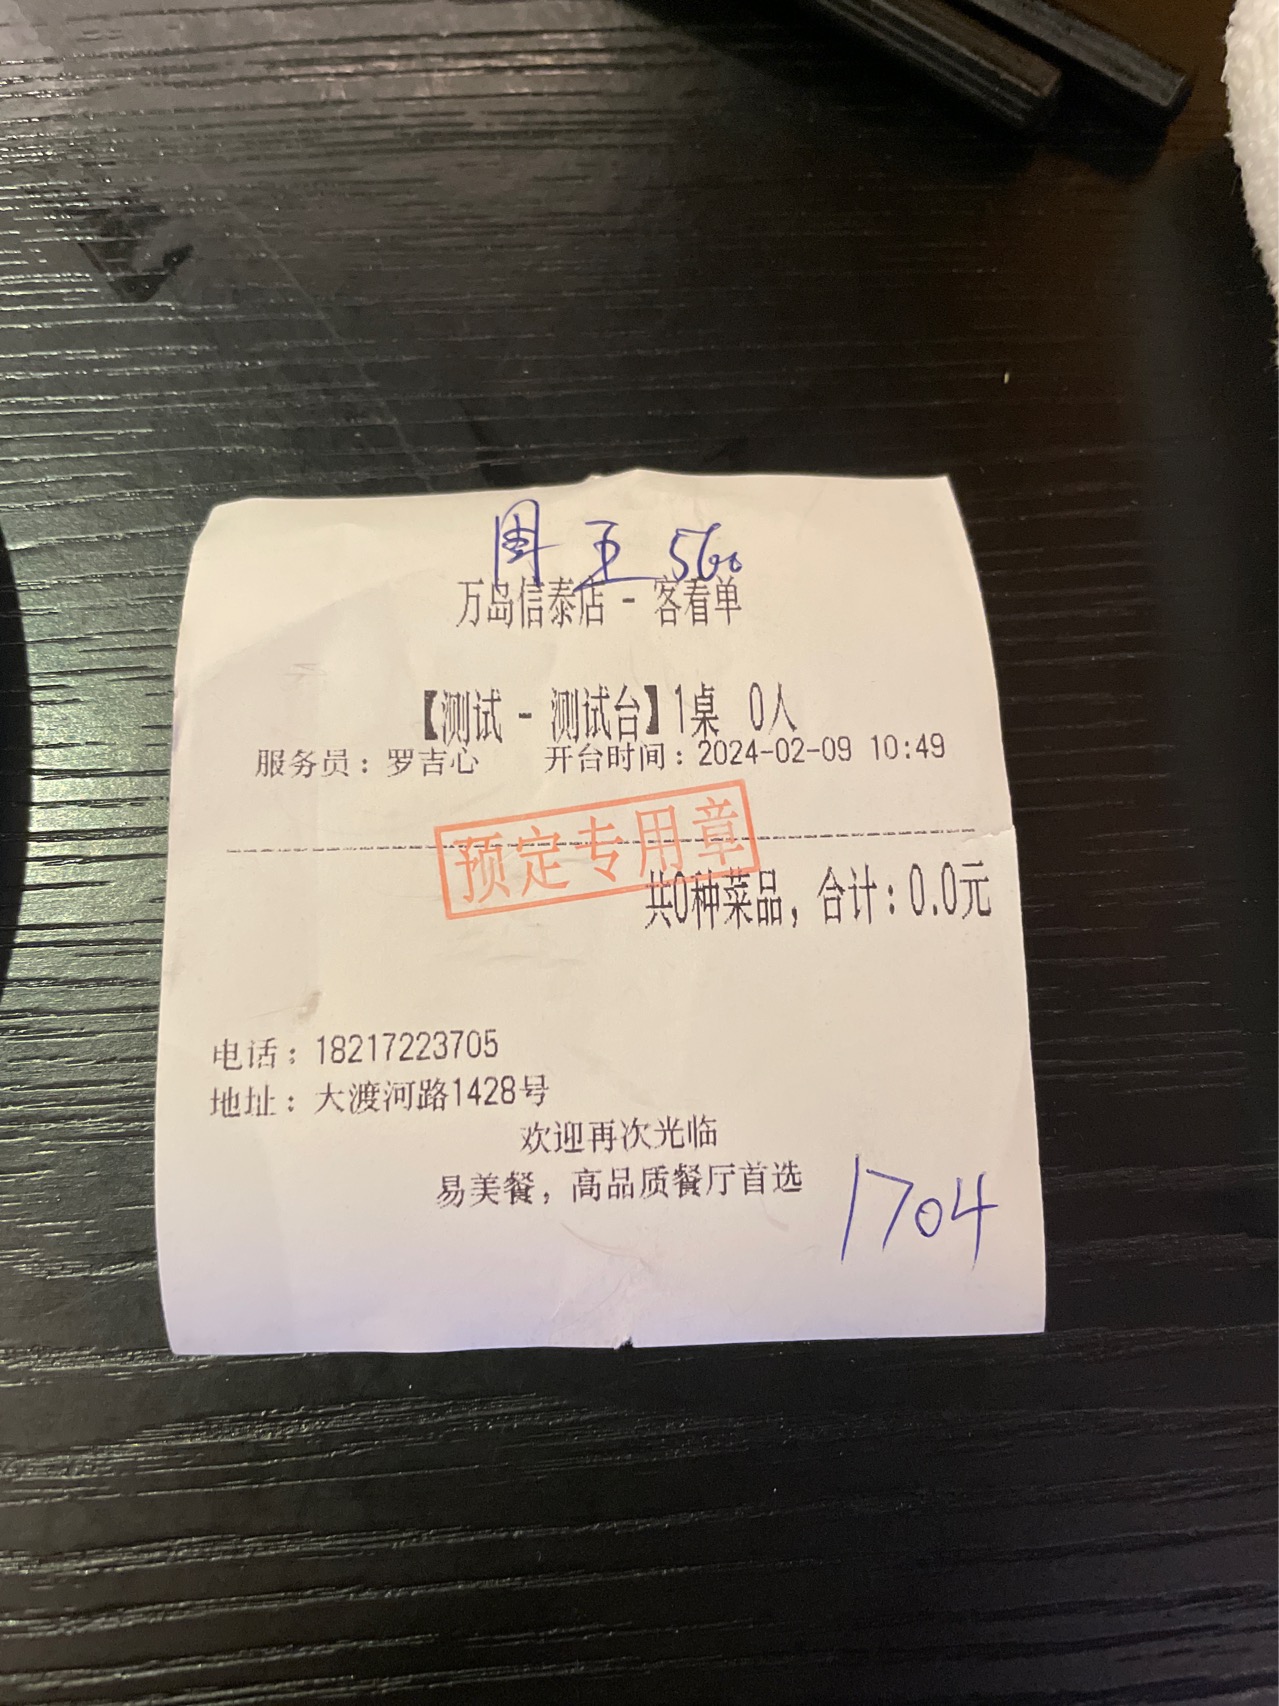 周五 560
万岛信泰店 - 客看单
【测试 - 测试台】1桌 0人
服务员：罗吉心 开台时间：2024-02-09 10:49
预定专用章
共0种菜品，合计：0.0元
电话：18217223705
地址：大渡河路1428号
欢迎再次光临
易美餐，高品质餐厅首选
1704